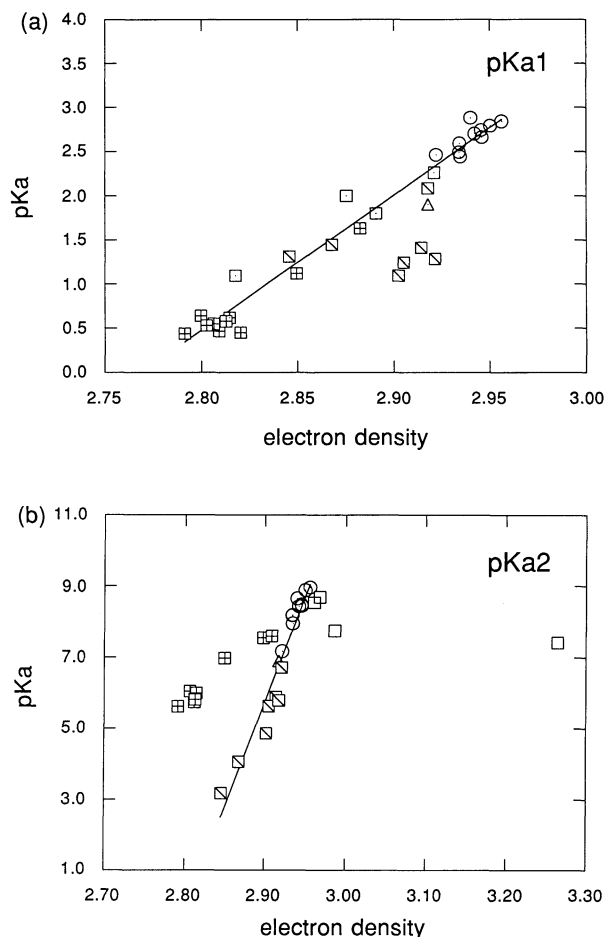 (a)
pKa1
4.0
3.5
3.0
2.5
2.0
1.5
1.0
0.5
0.0
pKa
2.75 2.80 2.85 2.90 2.95 3.00
electron density
(b)
pKa2
11.0
9.0
7.0
5.0
3.0
1.0
pKa
2.70 2.80 2.90 3.00 3.10 3.20 3.30
electron density